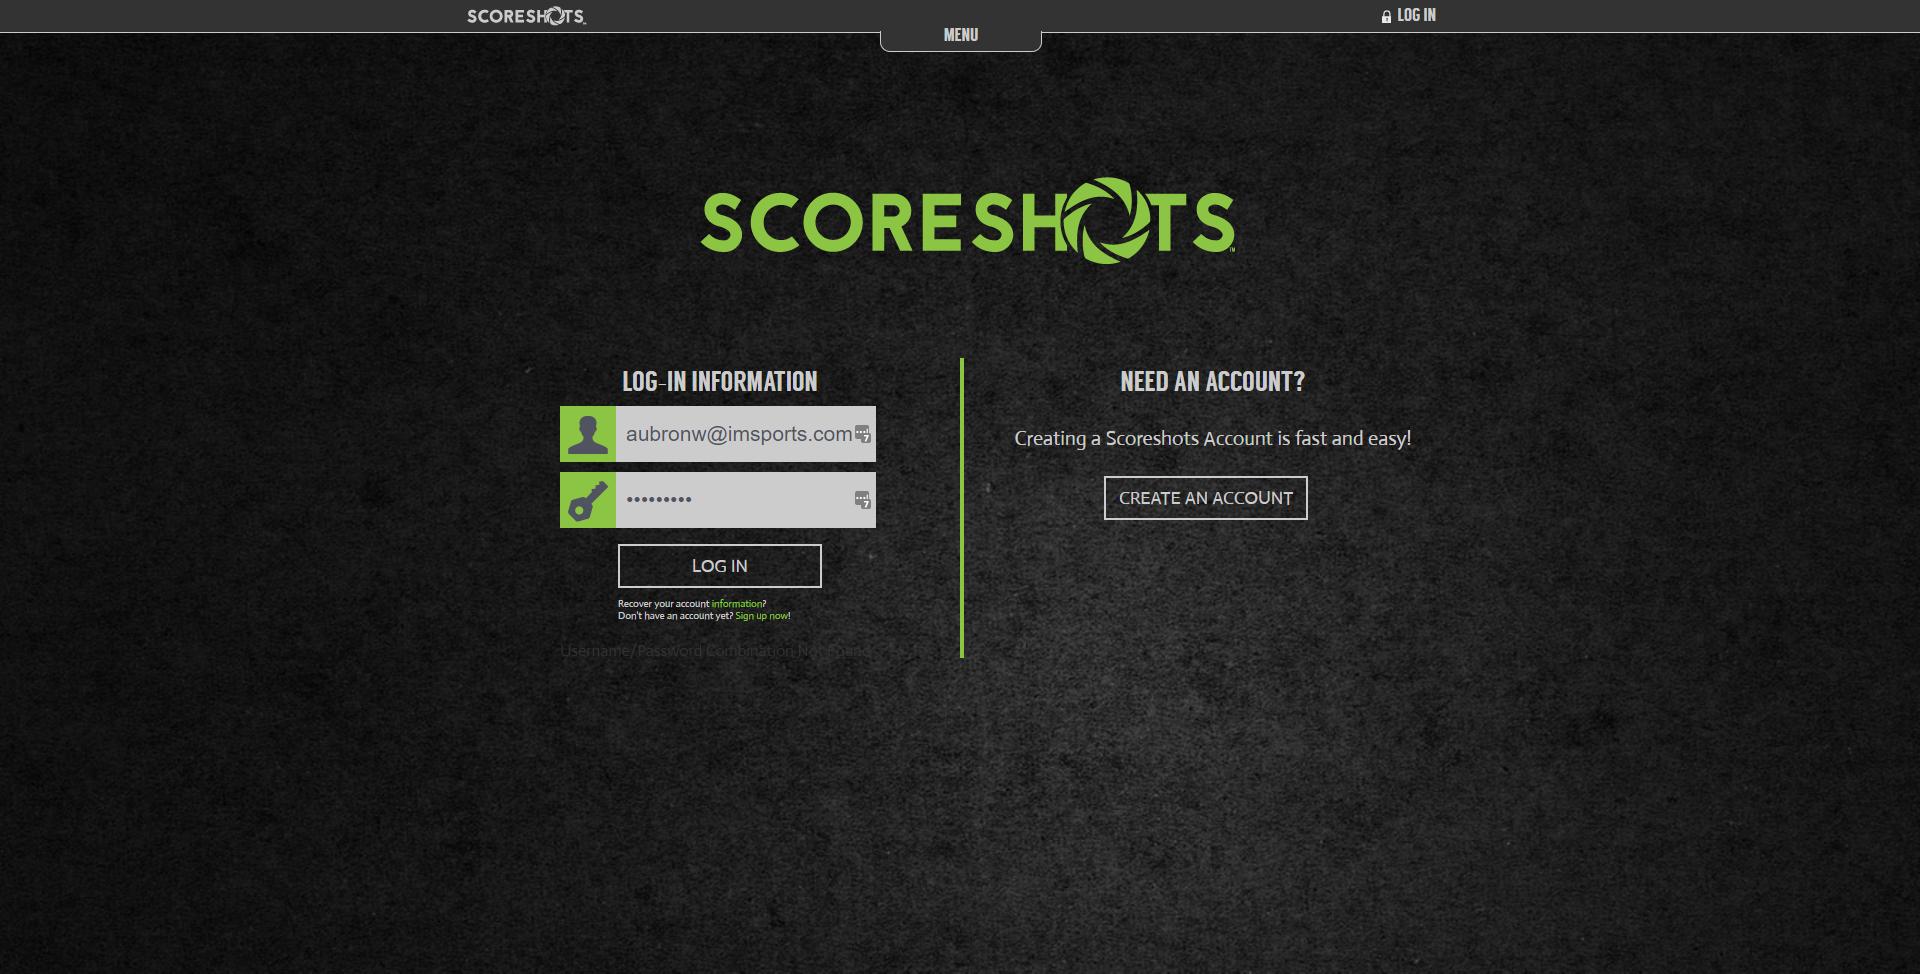 SCORESHOTS
LOG IN
MENU
SCORESHOTS™
LOG-IN INFORMATION
aubronw@imsports.com
•••••••••
LOG IN
Recover your account information?
Don't have an account yet? Sign up now!
Username/Password Combination Not Found
NEED AN ACCOUNT?
Creating a Scoreshots Account is fast and easy!
CREATE AN ACCOUNT